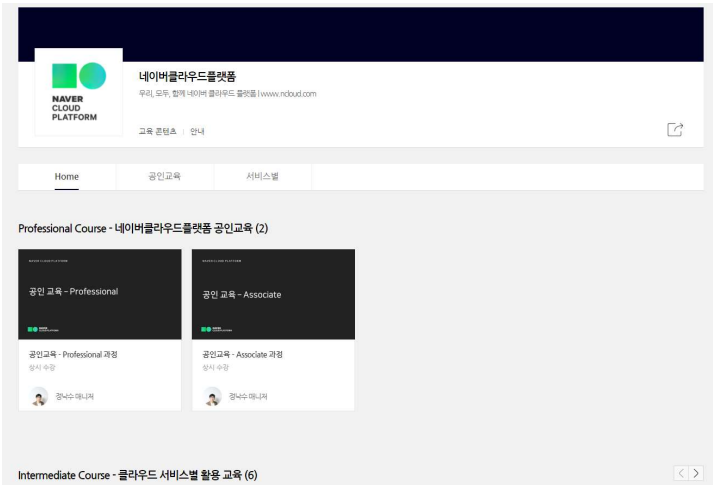 네이버클라우드플랫폼
우리, 모두, 함께 네이버 클라우드 플랫폼 | www.ncloud.com
NAVER
CLOUD
PLATFORM
교육 콘텐츠 | 안내
Home 공인교육 서비스별
Professional Course - 네이버클라우드플랫폼 공인교육 (2)
NAVER CLOUD PLATFORM
공인 교육 – Professional
공인교육 - Professional 과정
상시 수강
정낙수 매니저
NAVER CLOUD PLATFORM
공인 교육 – Associate
공인교육 - Associate 과정
상시 수강
정낙수 매니저
Intermediate Course - 클라우드 서비스별 활용 교육 (6)